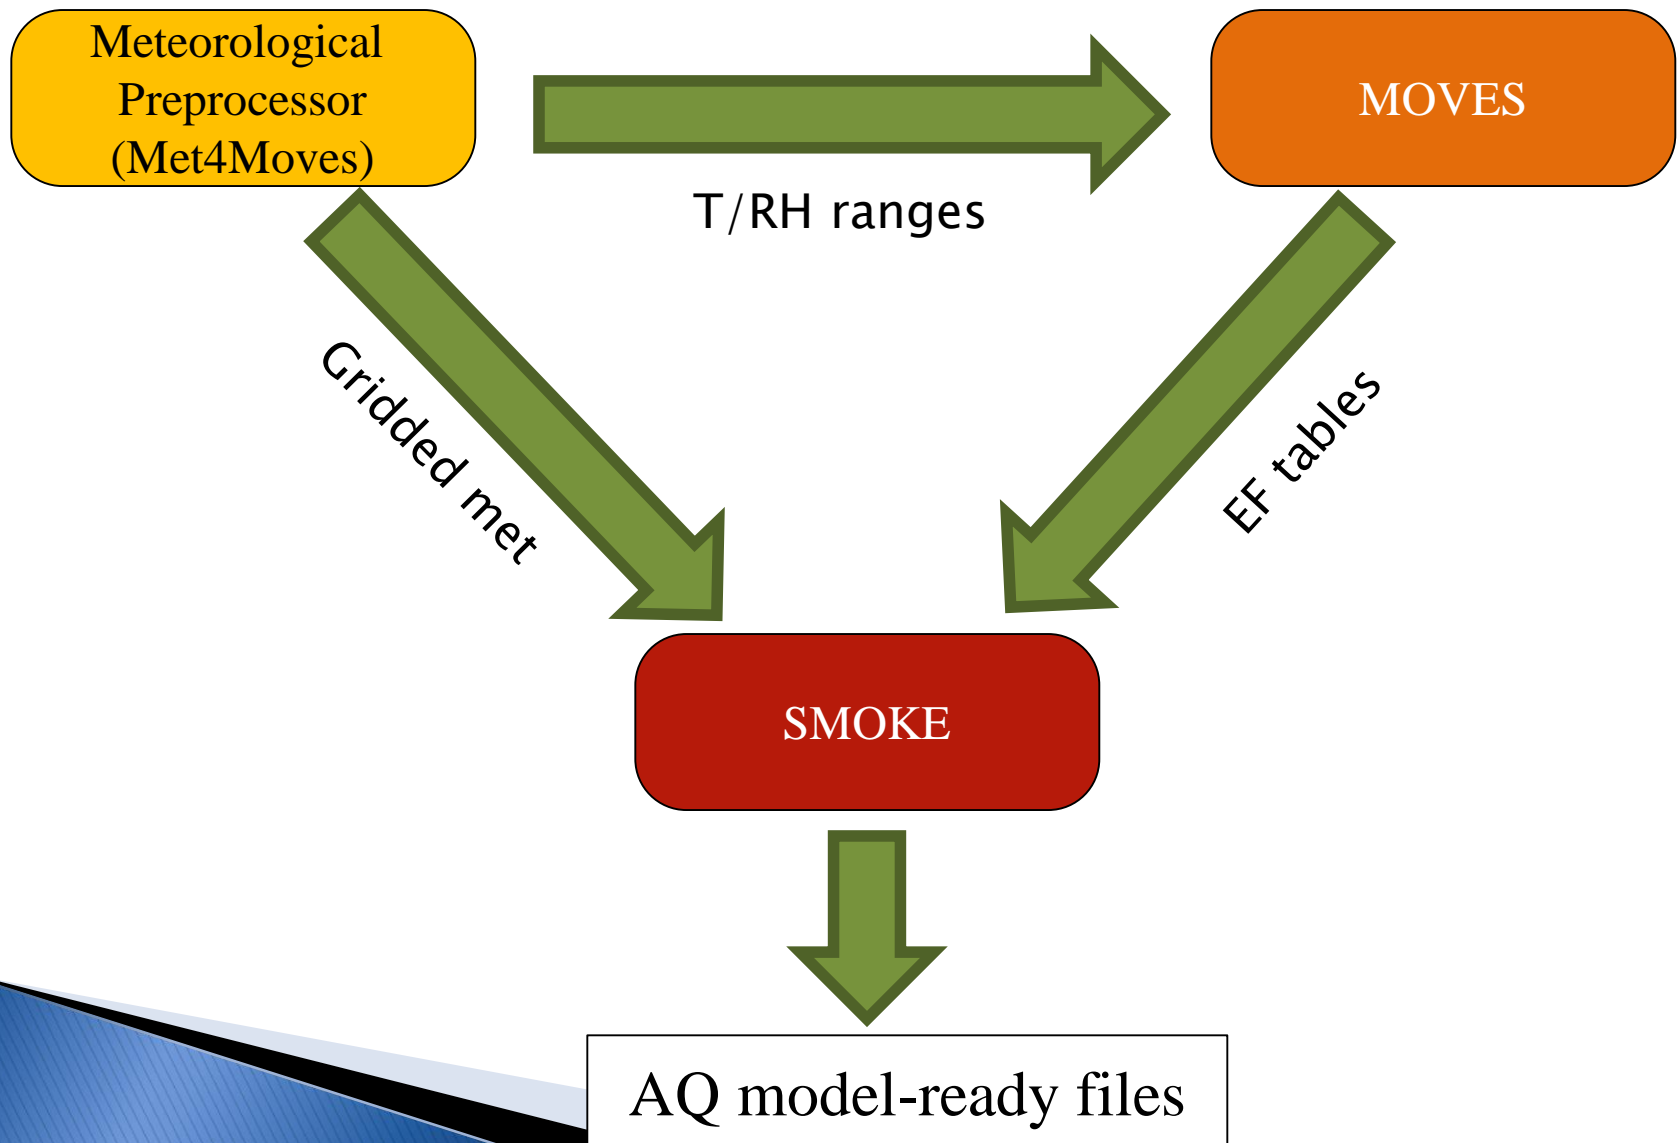 Meteorological
Preprocessor
(Met4Moves)
MOVES
T/RH ranges
Gridded met
EF tables
SMOKE
AQ model-ready files